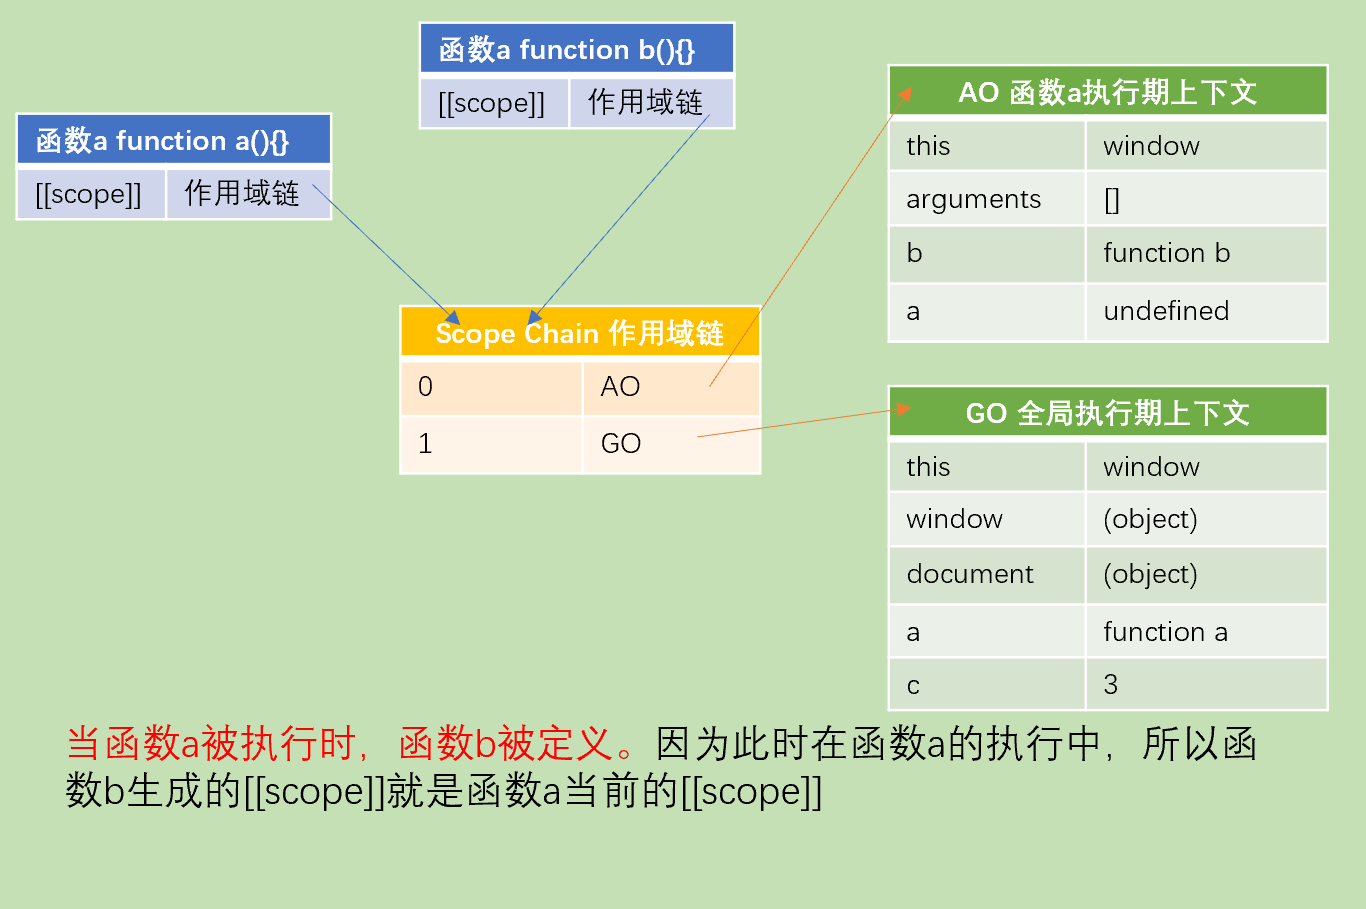 函数a function b(){}
[[scope]] 作用域链
函数a function a(){}
[[scope]] 作用域链
Scope Chain 作用域链
0 AO
1 GO
AO 函数a执行期上下文
this window
arguments []
b function b
a undefined
GO 全局执行期上下文
this window
window (object)
document (object)
a function a
c 3
当函数a被执行时，函数b被定义。因为此时在函数a的执行中，所以函
数b生成的[[scope]]就是函数a当前的[[scope]]